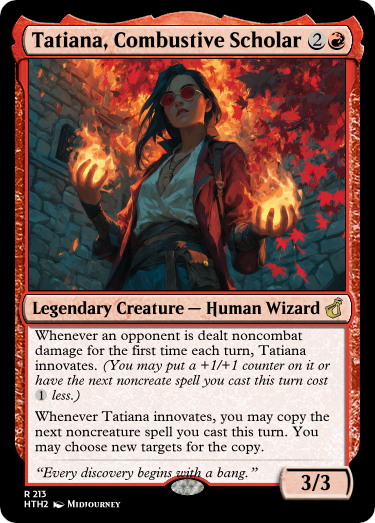 Tatiana, Combustive Scholar 2
Legendary Creature — Human Wizard
Whenever an opponent is dealt noncombat
damage for the first time each turn, Tatiana
innovates. (You may put a +1/+1 counter on it or
have the next noncreate spell you cast this turn cost
1 less.)
Whenever Tatiana innovates, you may copy the
next noncreature spell you cast this turn. You
may choose new targets for the copy.
“Every discovery begins with a bang.”
3/3
R 213
HTH2 Midjourney